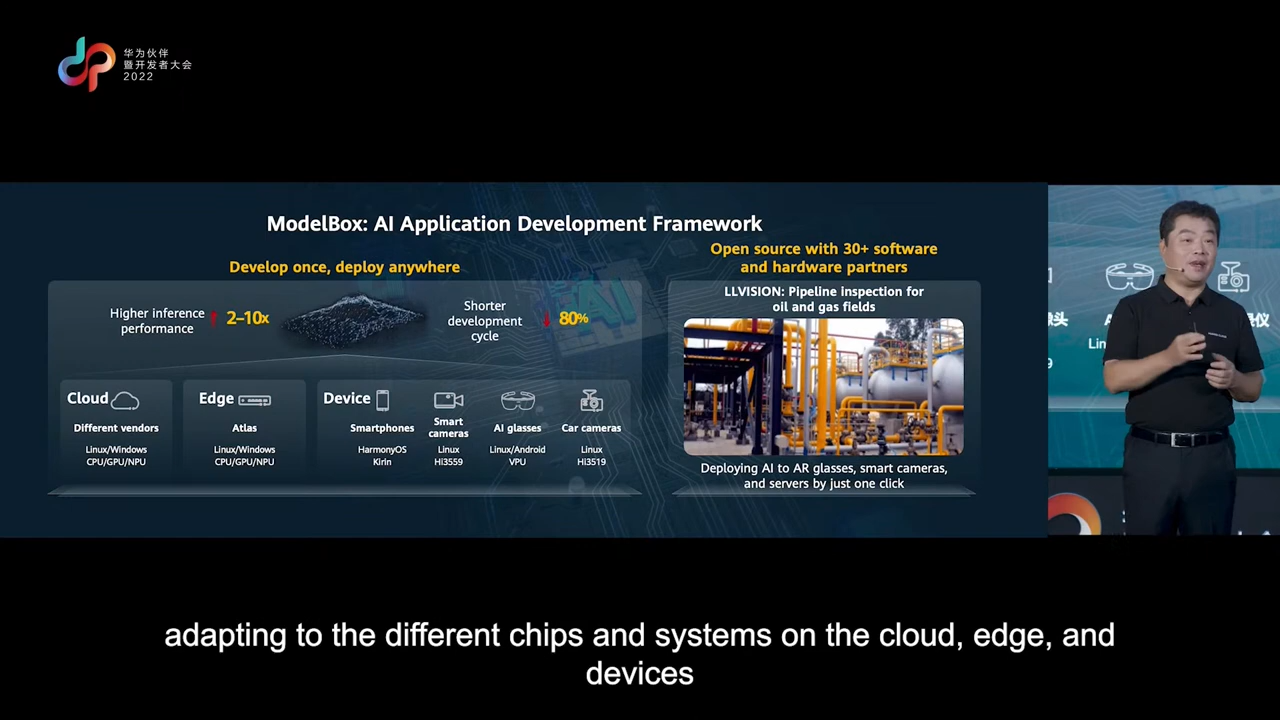 华为伙伴
暨开发者大会
2022
ModelBox: AI Application Development Framework
Develop once, deploy anywhere
Higher inference
performance
2–10x
Shorter
development
cycle
80%
Cloud
Different vendors
Linux/Windows
CPU/GPU/NPU
Edge
Atlas
Linux/Windows
CPU/GPU/NPU
Device
Smartphones
HarmonyOS
Kirin
Smart
cameras
Linux
Hi3559
AI glasses
Linux/Android
VPU
Car cameras
Linux
Hi3519
Open source with 30+ software
and hardware partners
LLVISION: Pipeline inspection for
oil and gas fields
Deploying AI to AR glasses, smart cameras,
and servers by just one click
adapting to the different chips and systems on the cloud, edge, and
devices